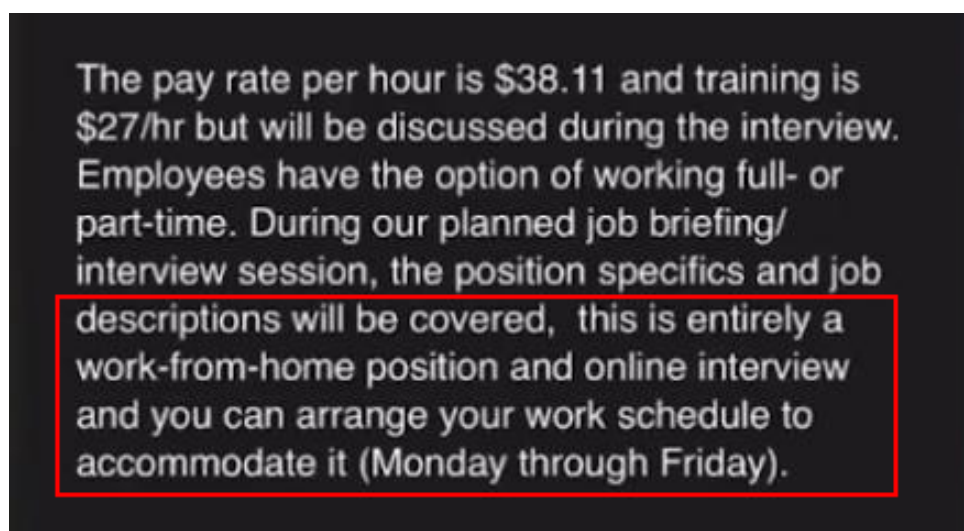 The pay rate per hour is $38.11 and training is
$27/hr but will be discussed during the interview.
Employees have the option of working full- or
part-time. During our planned job briefing/
interview session, the position specifics and job
descriptions will be covered,  this is entirely a
work-from-home position and online interview
and you can arrange your work schedule to
accommodate it (Monday through Friday).